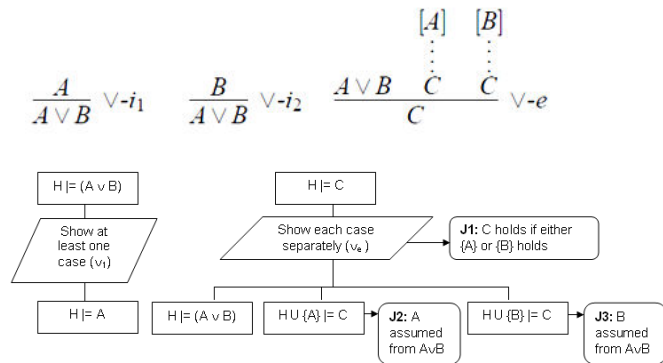 [A] [B]
A ∨ B C C
A ∨-i₁ B ∨-i₂ ∨-e
A ∨ B A ∨ B C
H |= (A ∨ B)
Show at
least one
case (v₁)
H |= A
H |= C
Show each case
separately (vₑ)
J1: C holds if either
{A} or {B} holds
H |= (A ∨ B)
H U {A} |= C
J2: A
assumed
from AvB
H U {B} |= C
J3: B
assumed
from AvB